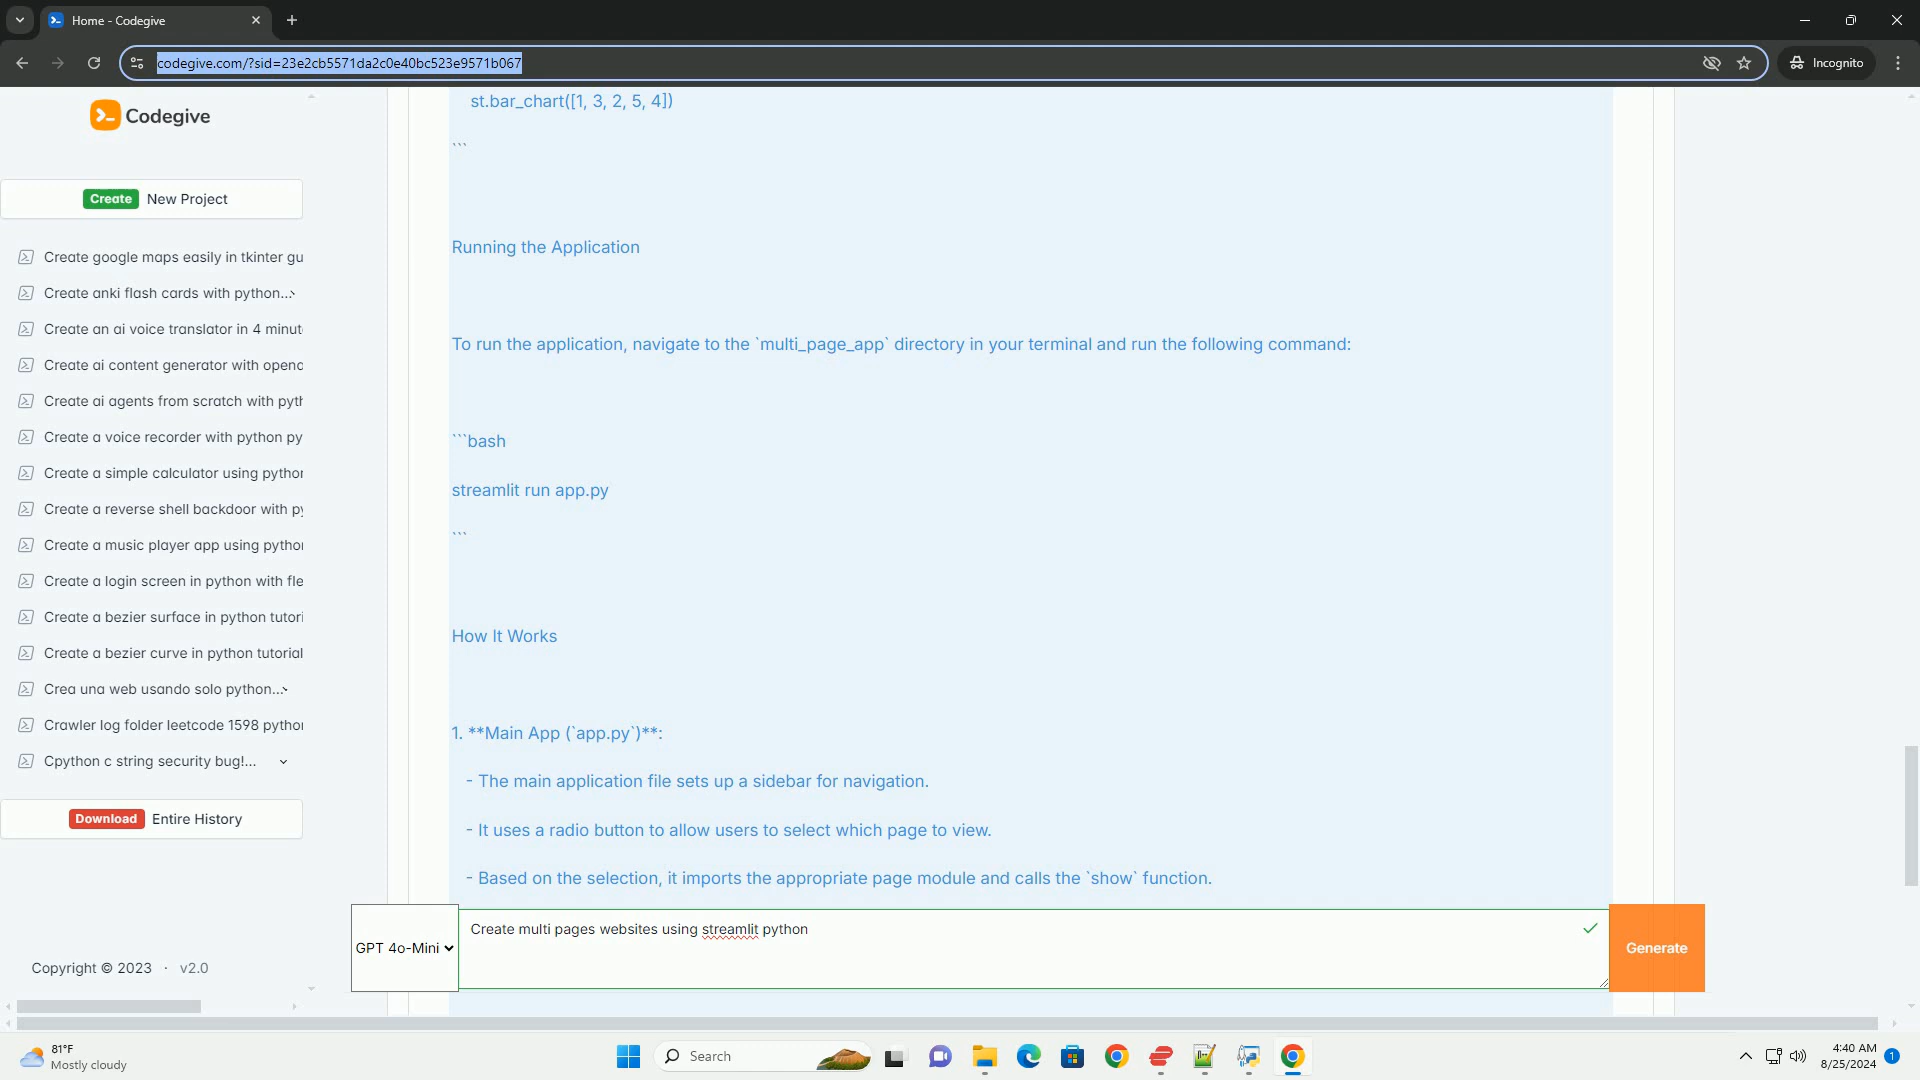 Home - Codegive
codegive.com/?sid=23e2cb5571da2c0e40bc523e9571b067
Incognito
Codegive
Create New Project
Create google maps easily in tkinter gu
Create anki flash cards with python...
Create an ai voice translator in 4 minut
Create ai content generator with opena
Create ai agents from scratch with pyth
Create a voice recorder with python py
Create a simple calculator using python
Create a reverse shell backdoor with py
Create a music player app using python
Create a login screen in python with fle
Create a bezier surface in python tutori
Create a bezier curve in python tutorial
Crea una web usando solo python...
Crawler log folder leetcode 1598 python
Cpython c string security bug!...
Download Entire History
Copyright © 2023 · v2.0
st.bar_chart([1, 3, 2, 5, 4])
```
Running the Application
To run the application, navigate to the `multi_page_app` directory in your terminal and run the following command:
```bash
streamlit run app.py
```
How It Works
1. **Main App (`app.py`)**:
- The main application file sets up a sidebar for navigation.
- It uses a radio button to allow users to select which page to view.
- Based on the selection, it imports the appropriate page module and calls the `show` function.
GPT 4o-Mini
Create multi pages websites using streamlit python
Generate
81°F
Mostly cloudy
Search
4:40 AM
8/25/2024
1